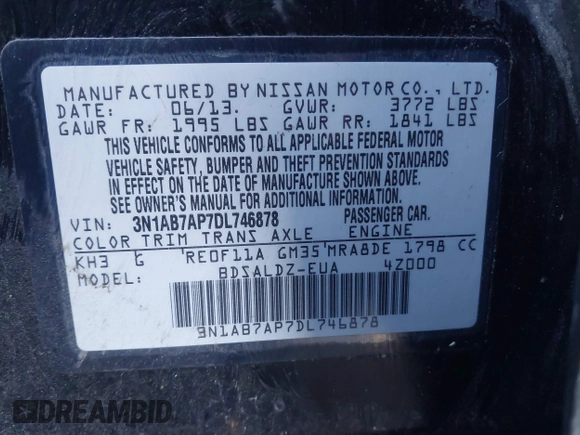 MANUFACTURED BY NISSAN MOTOR CO., LTD.
DATE: 06/13. GVWR: 3772 LBS
GAWR FR: 1995 LBS GAWR RR: 1841 LBS
THIS VEHICLE CONFORMS TO ALL APPLICABLE FEDERAL MOTOR
VEHICLE SAFETY, BUMPER AND THEFT PREVENTION STANDARDS
IN EFFECT ON THE DATE OF MANUFACTURE SHOWN ABOVE.
SEE OWNER'S MANUAL FOR ADDITIONAL INFORMATION.
VIN: 3N1AB7AP7DL746878 PASSENGER CAR.
COLOR TRIM TRANS AXLE ENGINE
KH3 G RE0F11A GM35 MRA8DE 1798 CC
MODEL: BDSALDZ-EUA 4Z000
3N1AB7AP7DL746878
DREAMBID